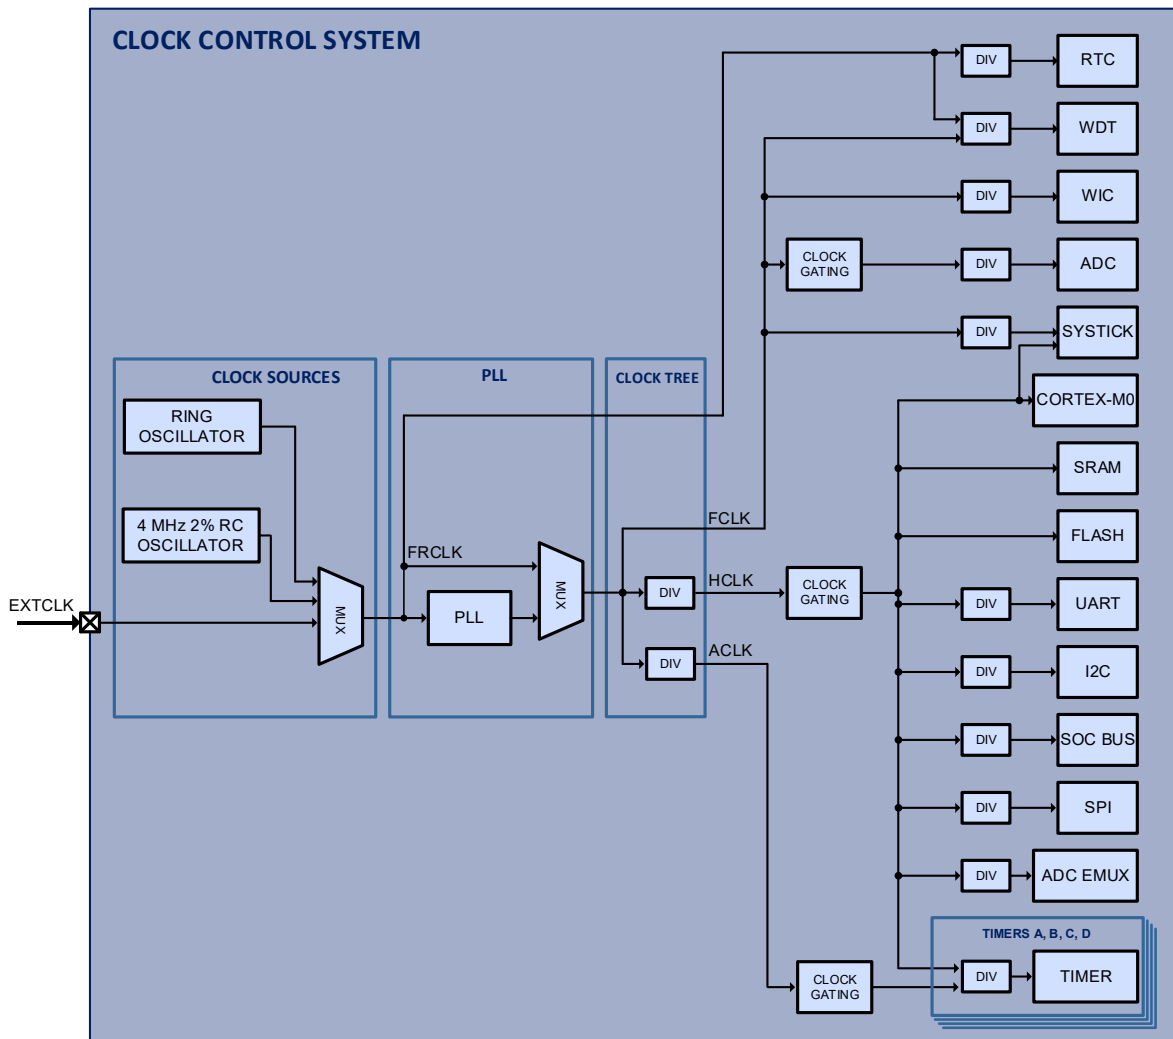 CLOCK CONTROL SYSTEM
DIV
RTC
DIV
WDT
DIV
WIC
CLOCK
GATING
DIV
ADC
DIV
SYSTICK
CLOCK SOURCES
PLL
CLOCK TREE
CORTEX-M0
RING
OSCILLATOR
SRAM
4 MHz 2% RC
OSCILLATOR
FCLK
FLASH
FRCLK
MUX
HCLK
DIV
CLOCK
GATING
EXTCLK
MUX
PLL
DIV
UART
ACLK
DIV
DIV
I2C
DIV
SOC BUS
DIV
SPI
DIV
ADC EMUX
TIMERS A, B, C, D
CLOCK
GATING
DIV
TIMER